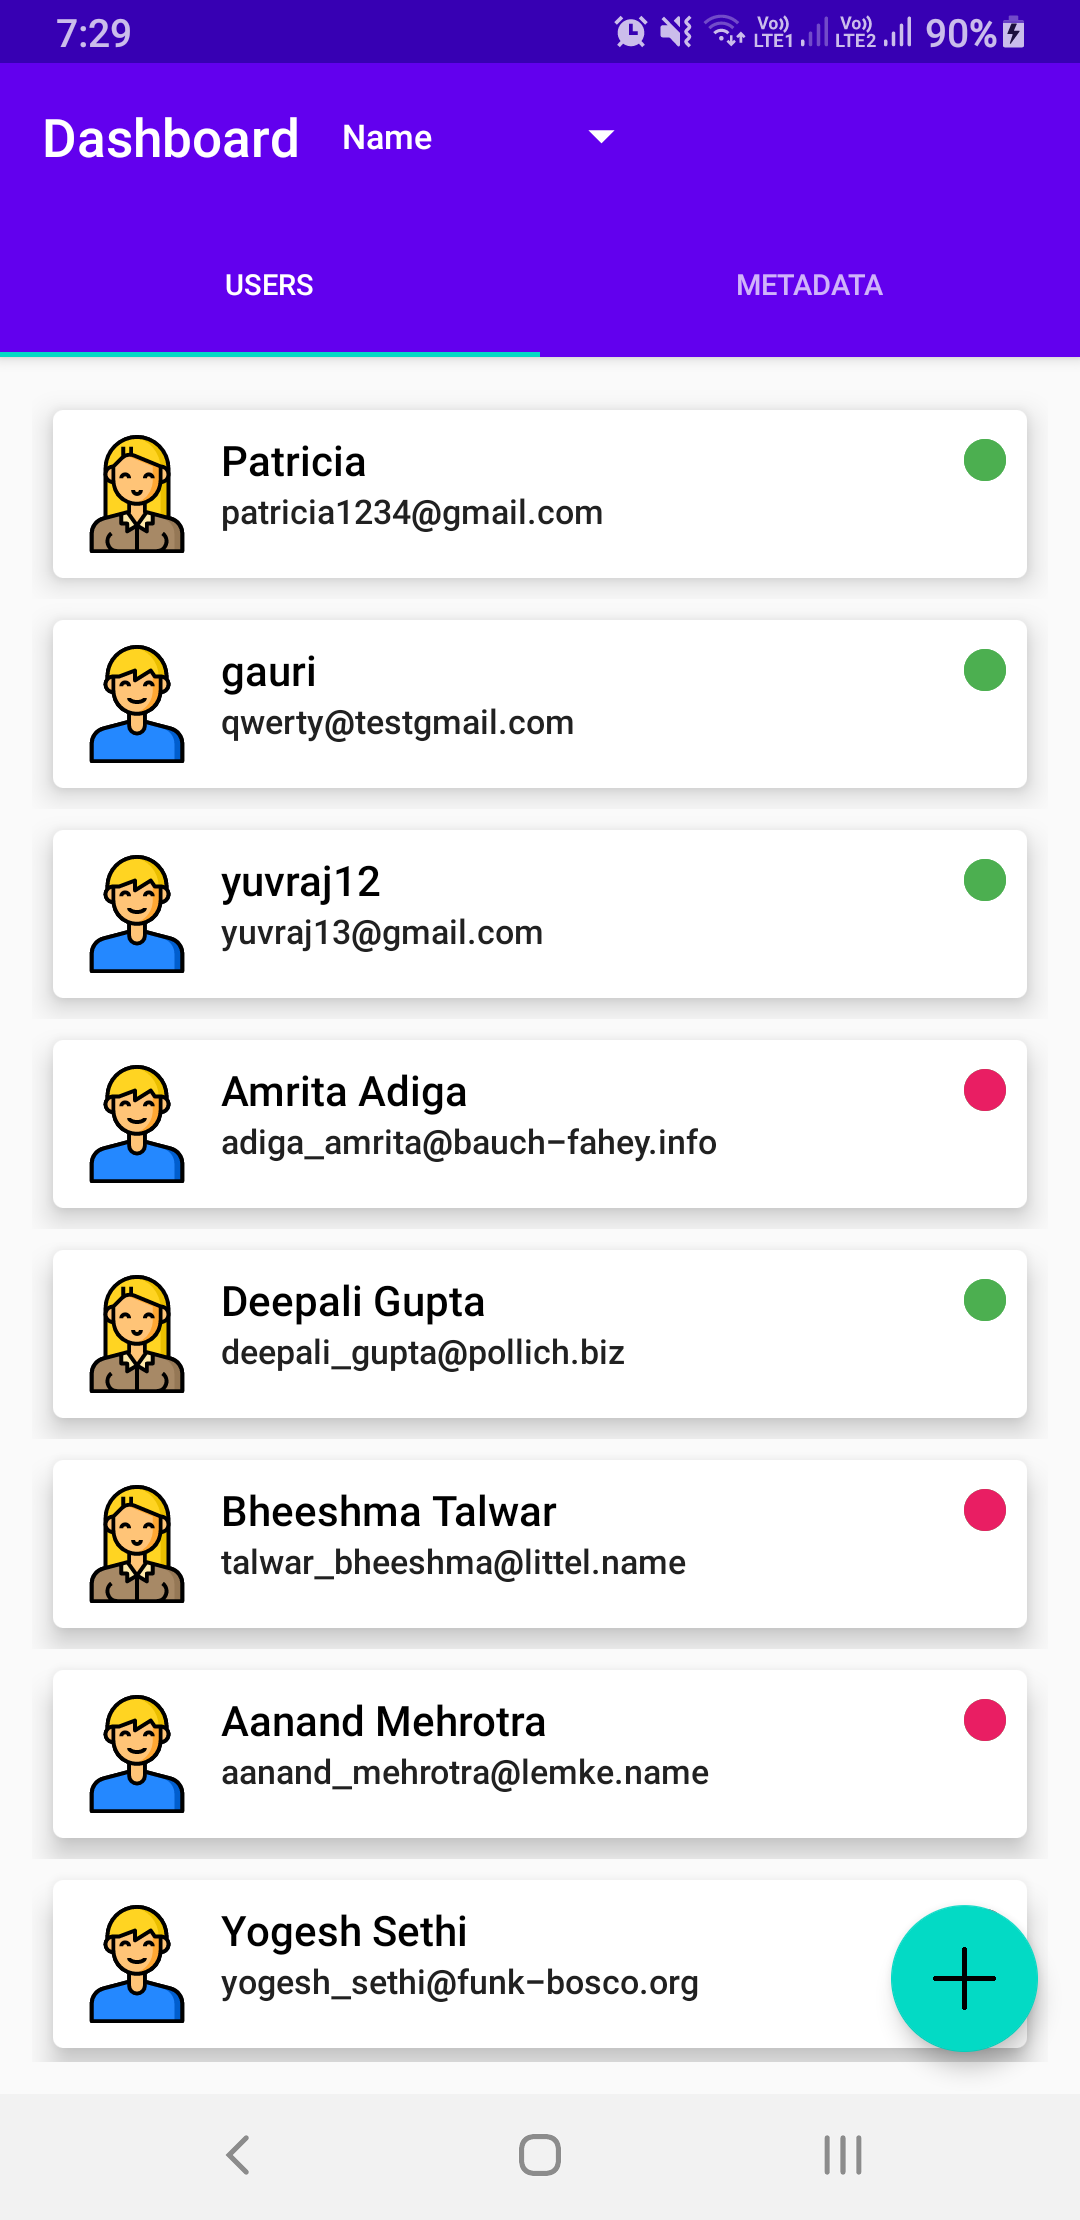 7:29 Vo)) LTE1 Vo)) LTE2 90%
Dashboard Name
USERS METADATA
Patricia
patricia1234@gmail.com
gauri
qwerty@testgmail.com
yuvraj12
yuvraj13@gmail.com
Amrita Adiga
adiga_amrita@bauch-fahey.info
Deepali Gupta
deepali_gupta@pollich.biz
Bheeshma Talwar
talwar_bheeshma@littel.name
Aanand Mehrotra
aanand_mehrotra@lemke.name
Yogesh Sethi
yogesh_sethi@funk-bosco.org